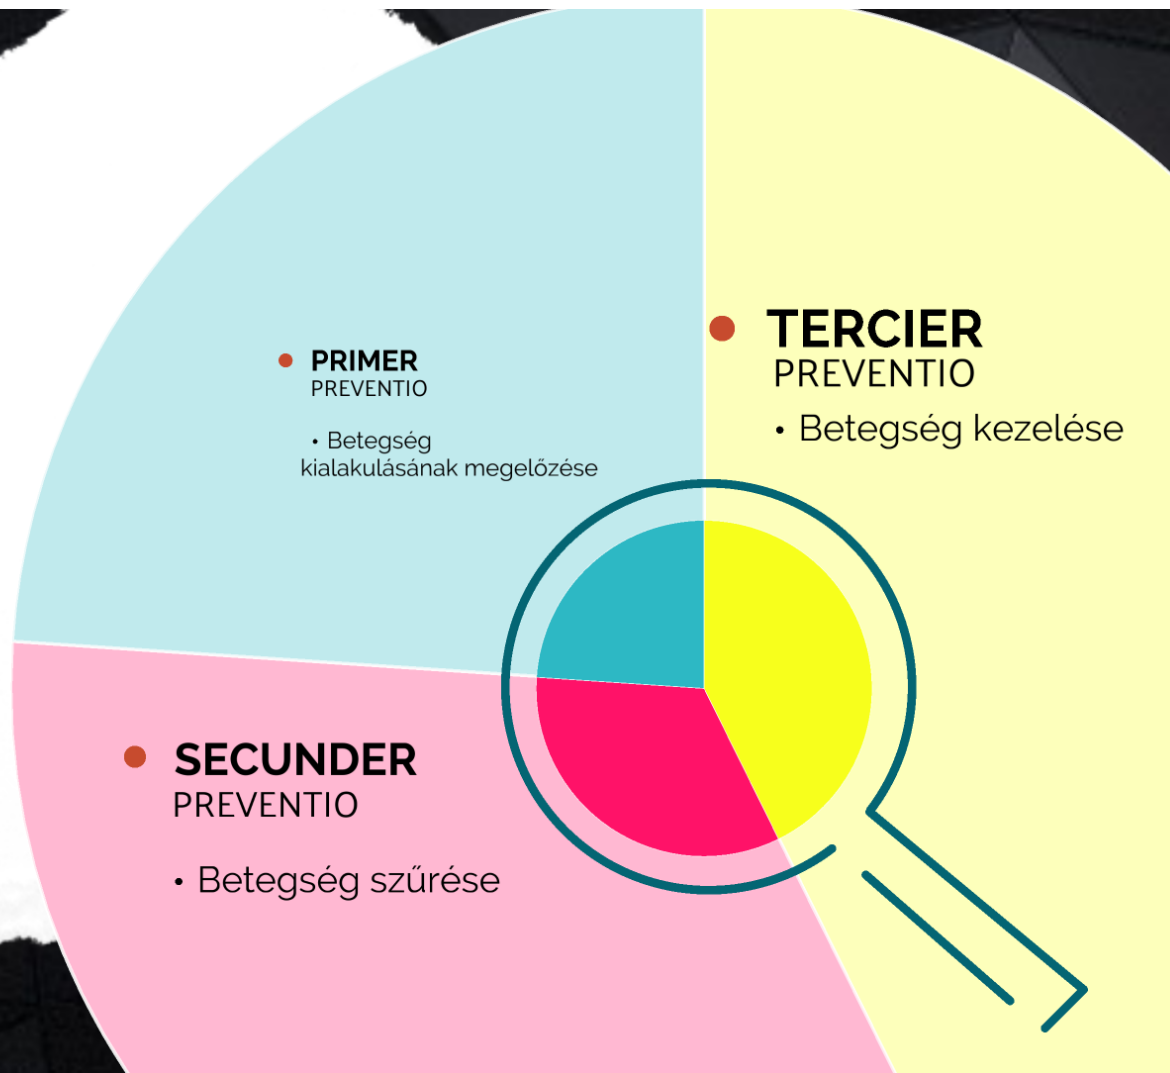 PRIMER
PREVENTIO
• Betegség
kialakulásának megelőzése
TERCIER
PREVENTIO
• Betegség kezelése
SECUNDER
PREVENTIO
• Betegség szűrése